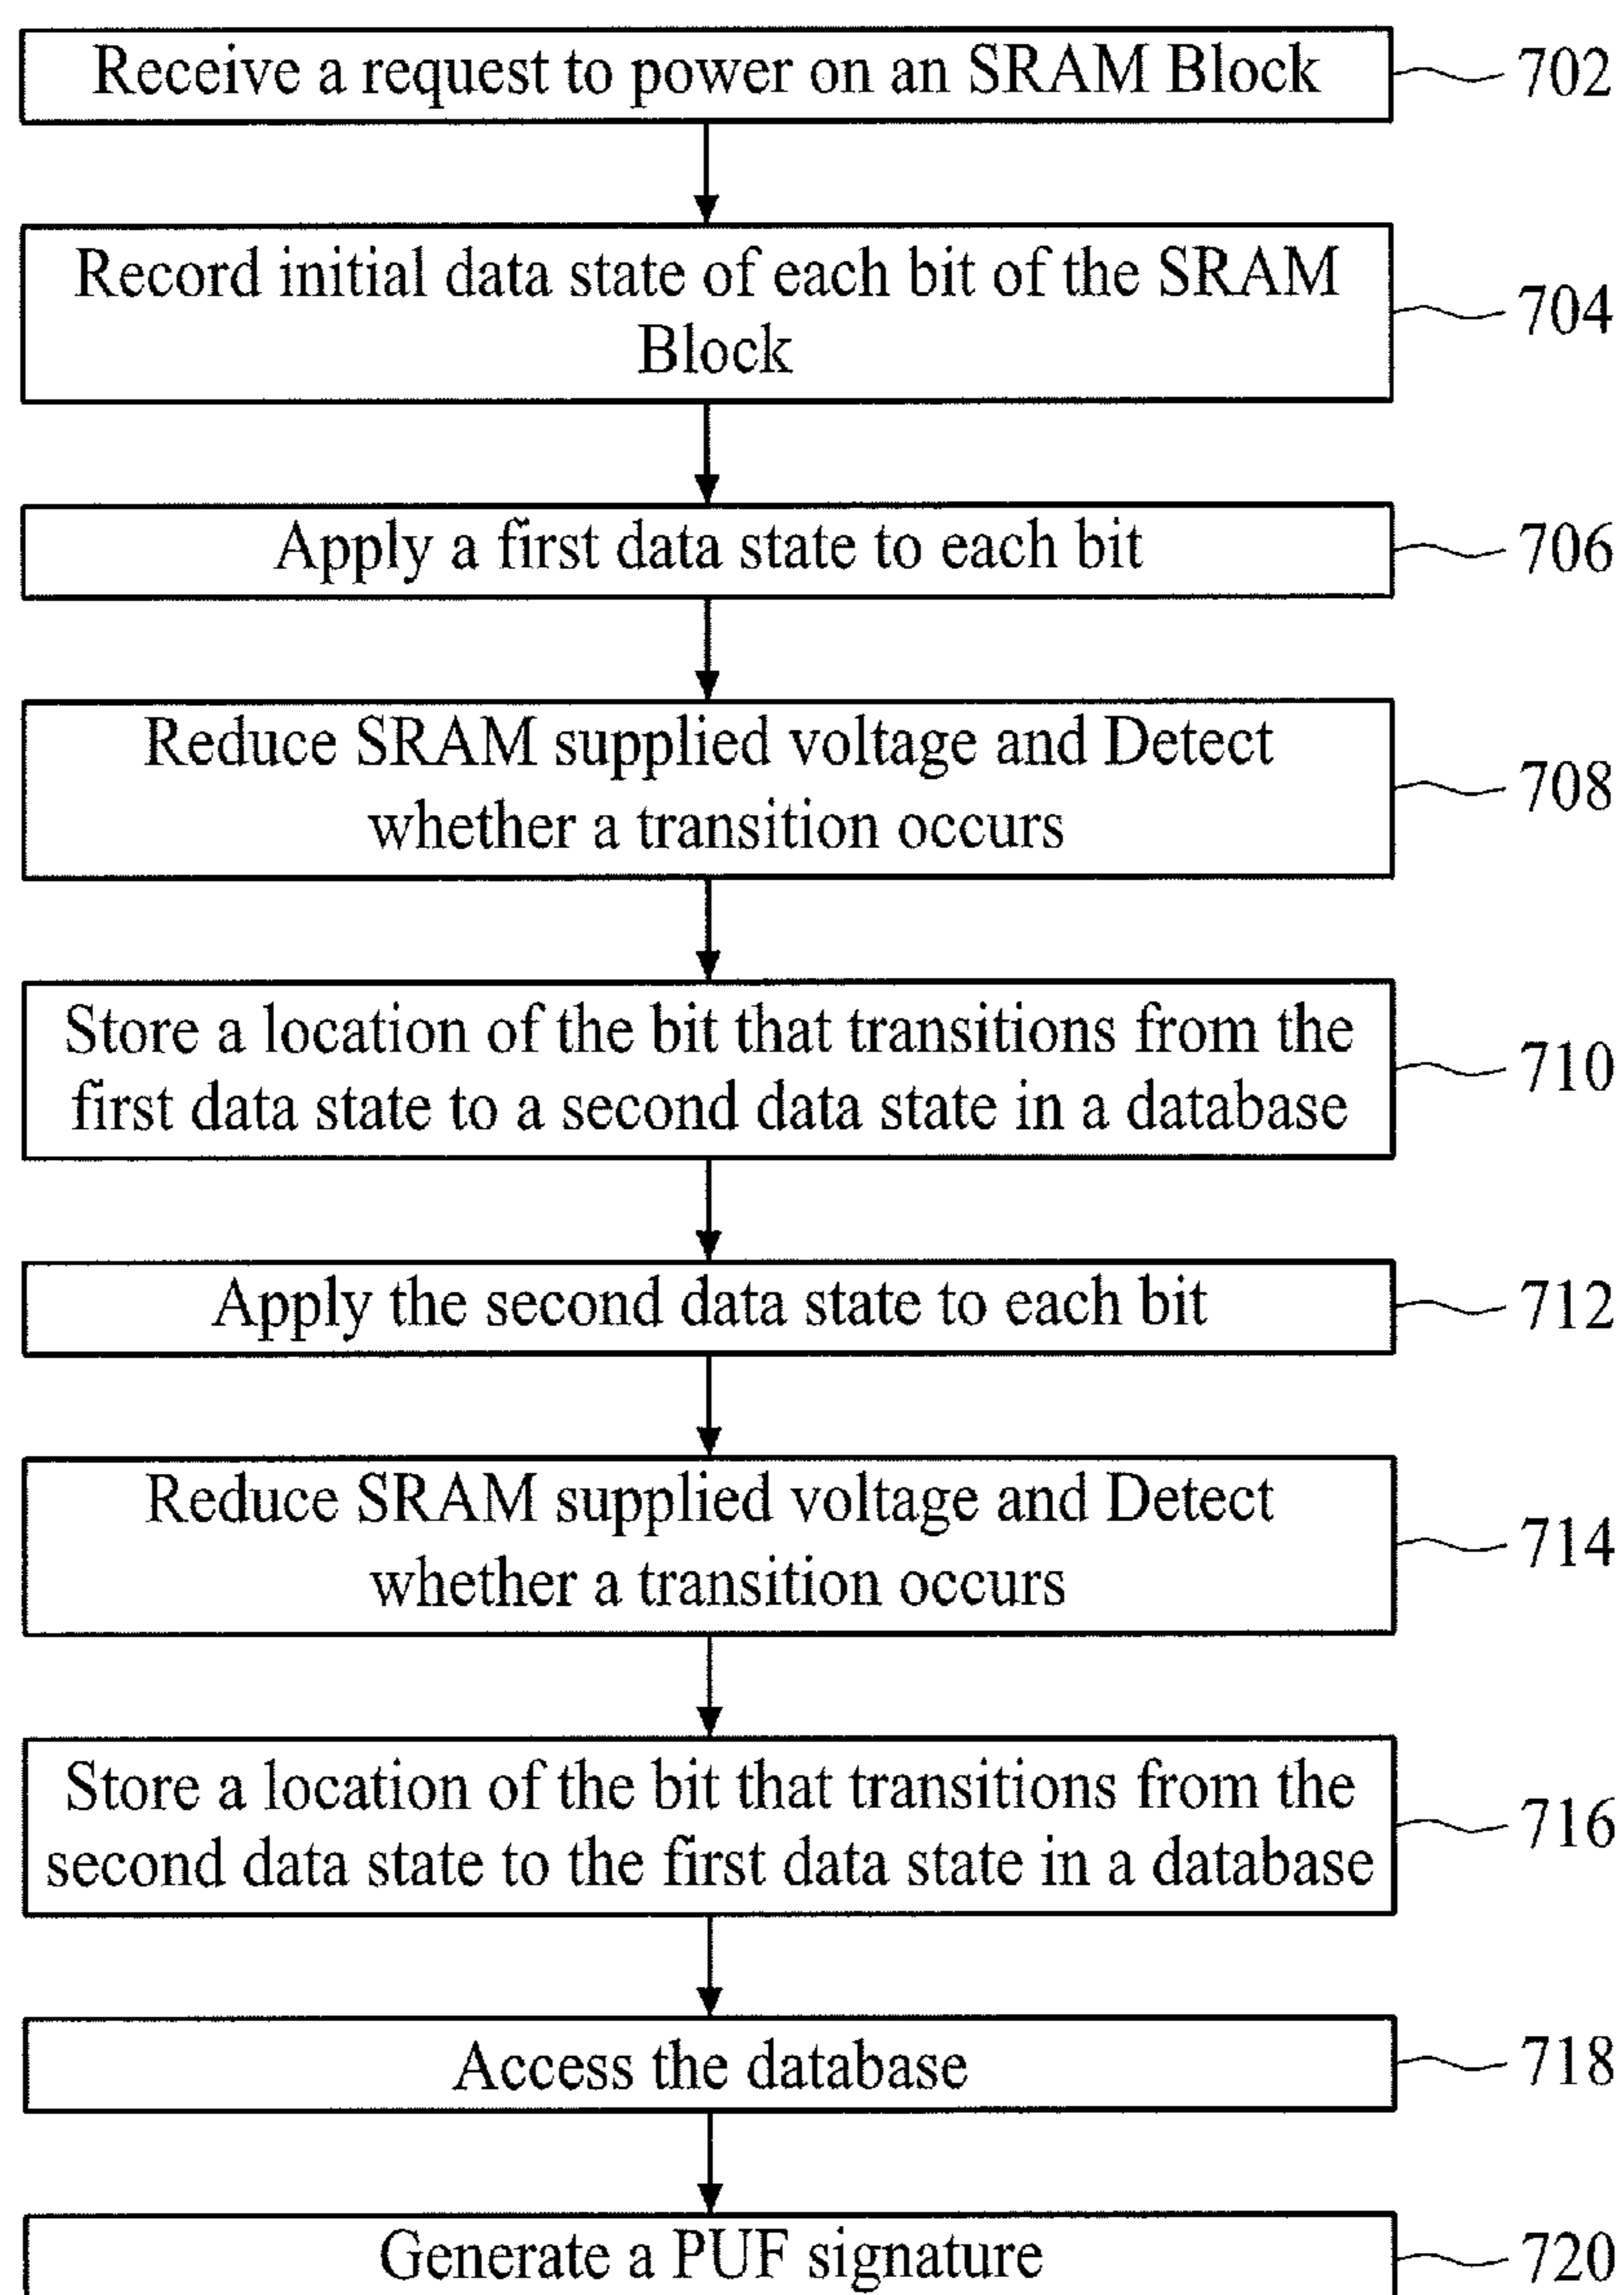 Receive a request to power on an SRAM Block
702
Record initial data state of each bit of the SRAM
Block
704
Apply a first data state to each bit
706
Reduce SRAM supplied voltage and Detect
whether a transition occurs
708
Store a location of the bit that transitions from the
first data state to a second data state in a database
710
Apply the second data state to each bit
712
Reduce SRAM supplied voltage and Detect
whether a transition occurs
714
Store a location of the bit that transitions from the
second data state to the first data state in a database
716
Access the database
718
Generate a PUF signature
720